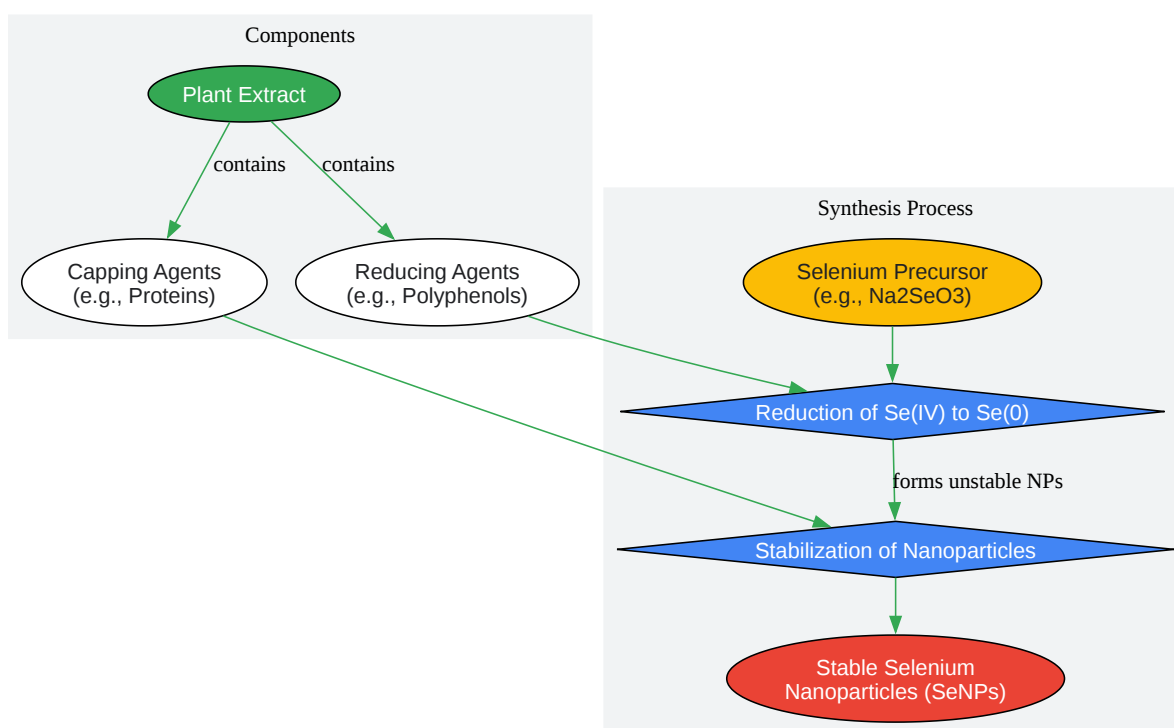 Components
Plant Extract
contains
contains
Capping Agents
(e.g., Proteins)
Reducing Agents
(e.g., Polyphenols)
Synthesis Process
Selenium Precursor
(e.g., Na2SeO3)
Reduction of Se(IV) to Se(0)
forms unstable NPs
Stabilization of Nanoparticles
Stable Selenium
Nanoparticles (SeNPs)